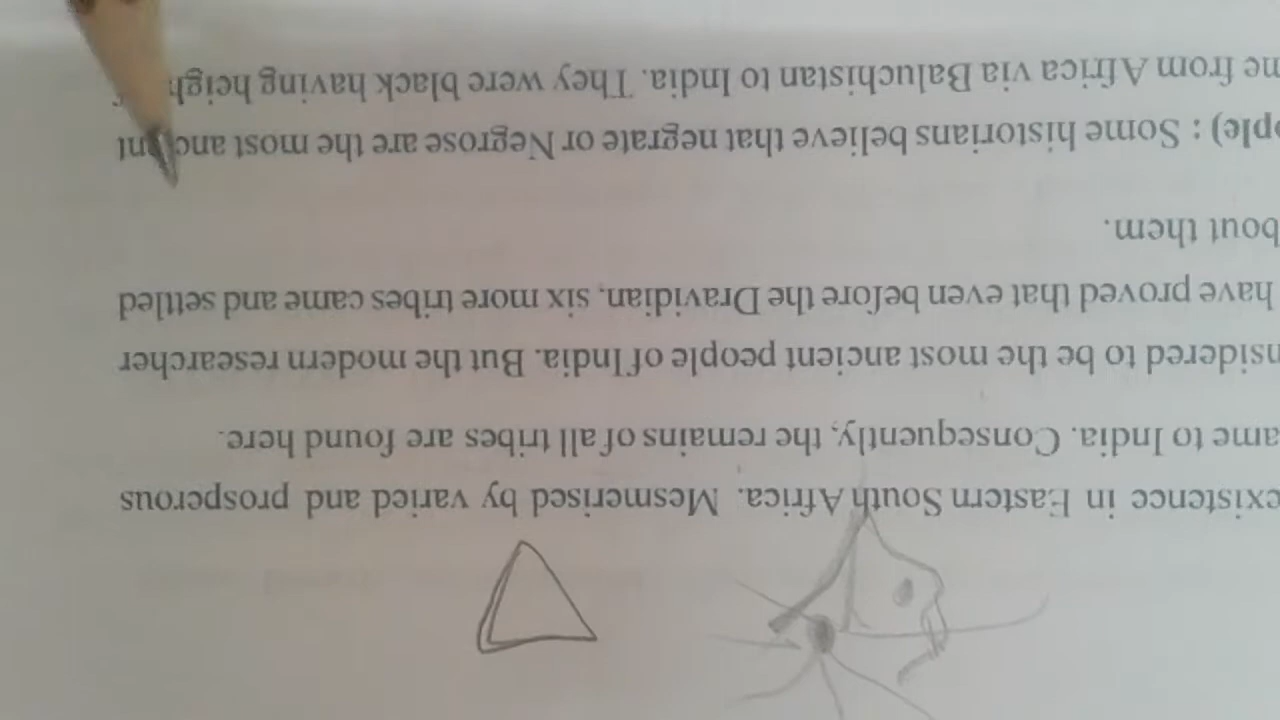 existence in Eastern South Africa. Mesmerised by varied and prosperous
ame to India. Consequently, the remains of all tribes are found here.
nsidered to be the most ancient people of India. But the modern researcher
have proved that even before the Dravidian, six more tribes came and settled
bout them.
ople) : Some historians believe that negrate or Negrose are the most ancient
me from Africa via Baluchistan to India. They were black having heigh